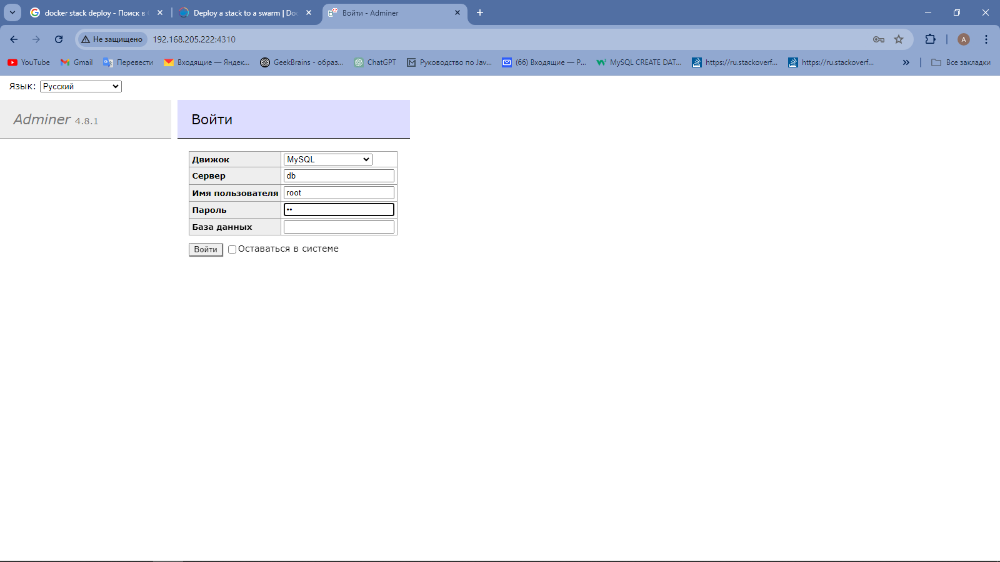 docker stack deploy - Поиск в
Deploy a stack to a swarm | Doc
Войти - Adminer
Не защищено
192.168.205.222:4310
A
YouTube
Gmail
Перевести
Входящие — Яндек...
GeekBrains - образ...
ChatGPT
Руководство по Jav...
(66) Входящие — Р...
MySQL CREATE DAT...
https://ru.stackoverf...
https://ru.stackoverf...
Все закладки
Язык: Русский
Adminer 4.8.1
Войти
Движок MySQL
Сервер db
Имя пользователя root
Пароль ••
База данных
Войти Оставаться в системе